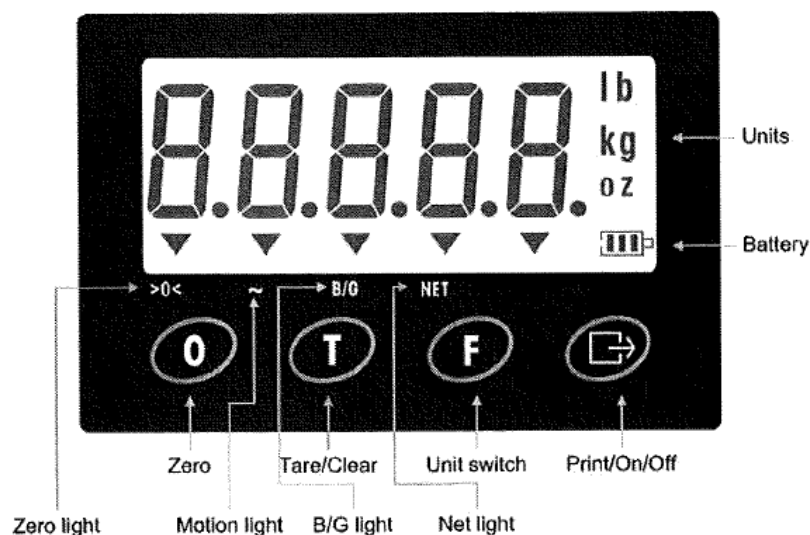 8.8.8.8.8.
lb
kg
oz
Units
Battery
>0< ~ B/G NET
0 T F
Zero Tare/Clear Unit switch Print/On/Off
Zero light Motion light B/G light Net light